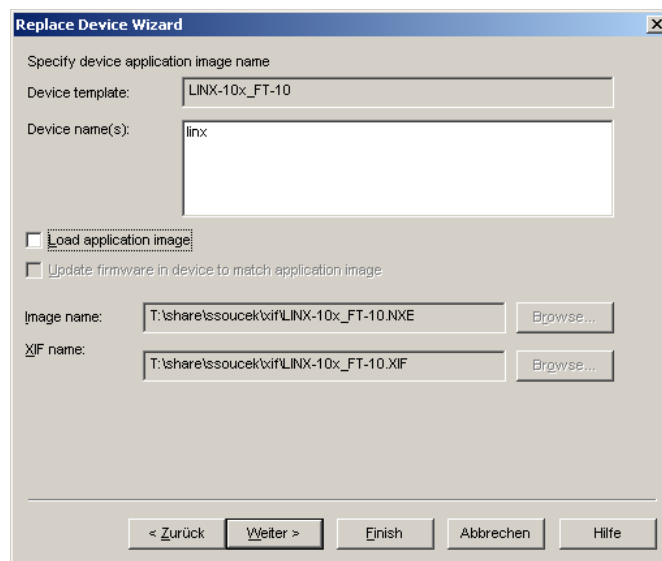 Replace Device Wizard
Specify device application image name
Device template: LINX-10x_FT-10
Device name(s): linx
Load application image
Update firmware in device to match application image
Image name: T:\share\ssoucek\xif\LINX-10x_FT-10.NXE Browse...
XIF name: T:\share\ssoucek\xif\LINX-10x_FT-10.XIF Browse...
< Zurück Weiter > Finish Abbrechen Hilfe